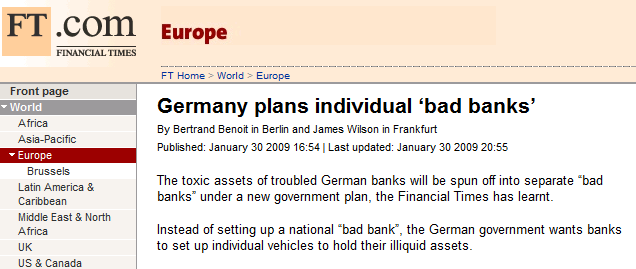 FT.com
FINANCIAL TIMES
Europe
FT Home > World > Europe
Front page
World
Africa
Asia-Pacific
Europe
Brussels
Latin America &
Caribbean
Middle East & North
Africa
UK
US & Canada
Germany plans individual ‘bad banks’
By Bertrand Benoit in Berlin and James Wilson in Frankfurt
Published: January 30 2009 16:54 | Last updated: January 30 2009 20:55
The toxic assets of troubled German banks will be spun off into separate “bad
banks” under a new government plan, the Financial Times has learnt.
Instead of setting up a national “bad bank”, the German government wants banks
to set up individual vehicles to hold their illiquid assets.